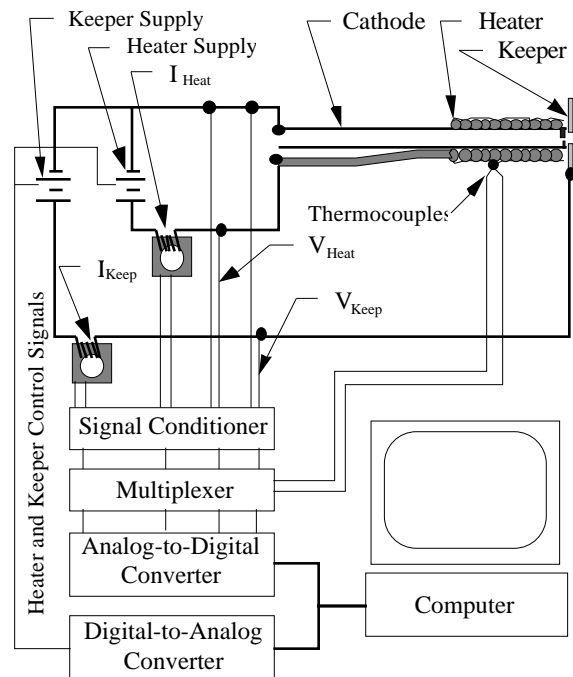 Keeper Supply
Heater Supply
I Heat
Cathode
Heater
Keeper
Thermocouples
V Heat
I Keep
V Keep
Heater and Keeper Control Signals
Signal Conditioner
Multiplexer
Analog-to-Digital
Converter
Computer
Digital-to-Analog
Converter